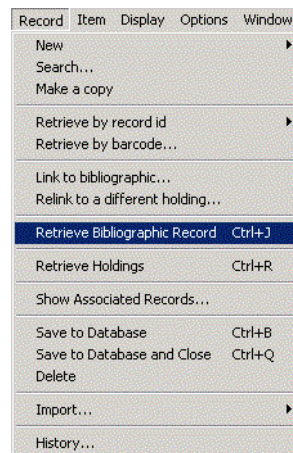 Record Item Display Options Window
New
Search...
Make a copy
Retrieve by record id
Retrieve by barcode...
Link to bibliographic...
Relink to a different holding...
Retrieve Bibliographic Record Ctrl+J
Retrieve Holdings Ctrl+R
Show Associated Records...
Save to Database Ctrl+B
Save to Database and Close Ctrl+Q
Delete
Import...
History...